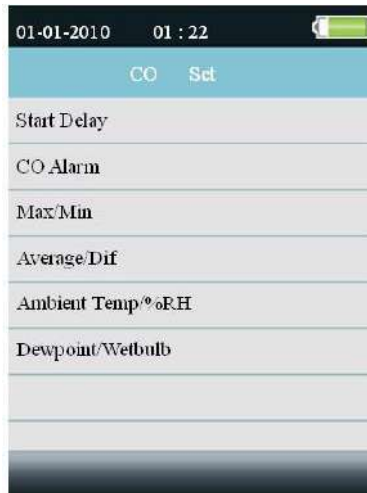 01-01-2010 01 : 22
CO Set
Start Delay
CO Alarm
Max/Min
Average/Dif
Ambient Temp/%RH
Dewpoint/Wetbulb